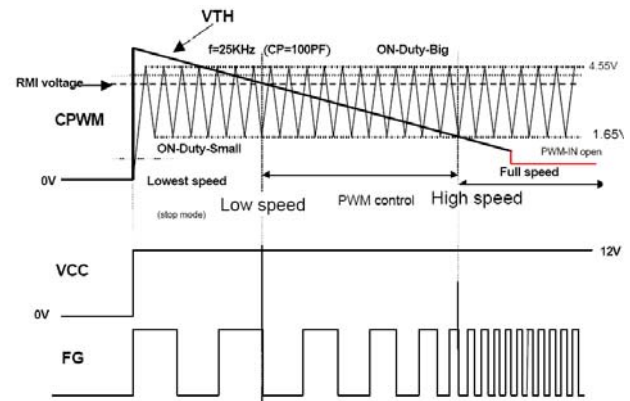 VTH
f=25KHz (CP=100PF)
ON-Duty-Big
4.55V
RMI voltage
CPWM
1.65V
ON-Duty-Small
PWM-IN open
0V
Lowest speed
Full speed
(stop mode)
Low speed
PWM control
High speed
VCC
12V
0V
FG